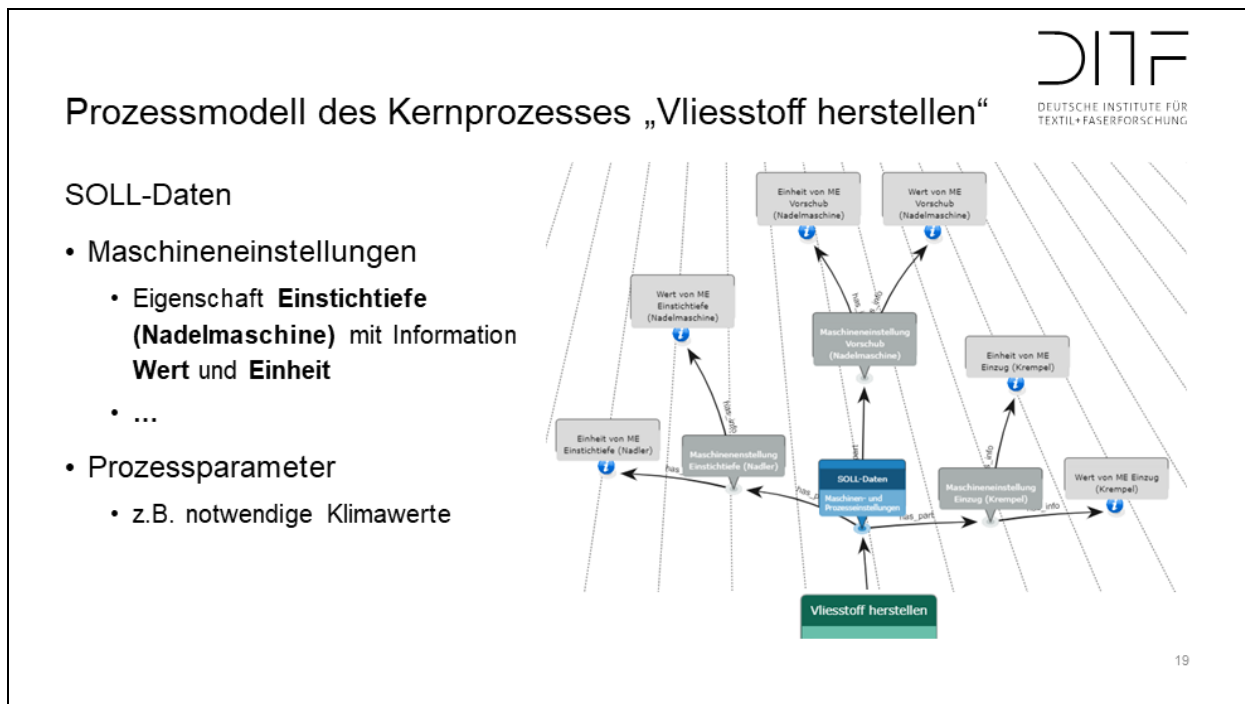 DITF
DEUTSCHE INSTITUTE FÜR
TEXTIL+FASERFORSCHUNG
Prozessmodell des Kernprozesses „Vliesstoff herstellen“
SOLL-Daten
• Maschineneinstellungen
• Eigenschaft Einstichtiefe
(Nadelmaschine) mit Information
Wert und Einheit
• ...
• Prozessparameter
• z.B. notwendige Klimawerte
Einheit von ME
Vorschub
(Nadelmaschine)
Wert von ME
Vorschub
(Nadelmaschine)
Wert von ME
Einstichtiefe
(Nadelmaschine)
Maschineneinstellung
Vorschub
(Nadelmaschine)
Einheit von ME
Einzug (Krempel)
Einheit von ME
Einstichtiefe (Nadler)
Maschinenenstellung
Einstichtiefe (Nadler)
SOLL-Daten
Maschinen- und
Prozesseinstellungen
Maschineneinstellung
Einzug (Krempel)
Wert von ME Einzug
(Krempel)
has_part
Vliesstoff herstellen
19